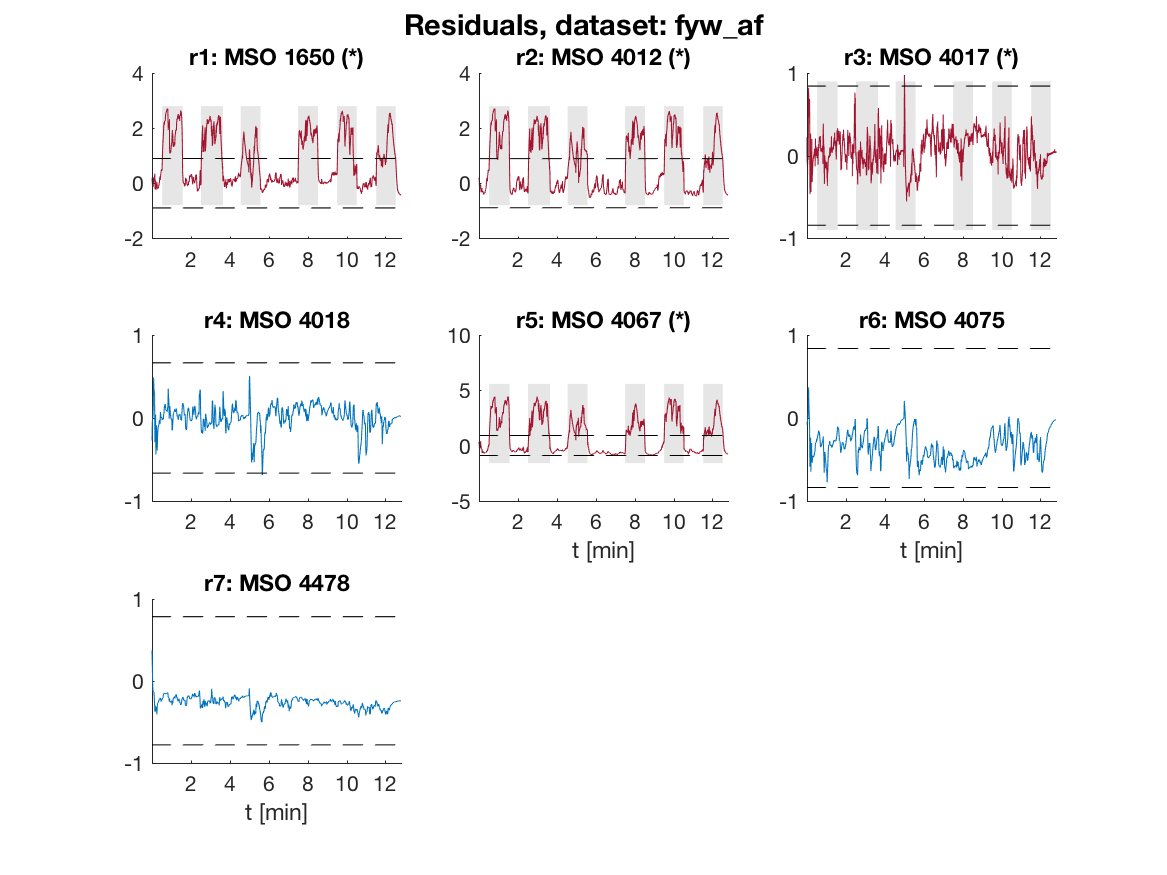 Residuals, dataset: fyw_af
r1: MSO 1650 (*)
r2: MSO 4012 (*)
r3: MSO 4017 (*)
4
2
0
-2
2 4 6 8 10 12
4
2
0
-2
2 4 6 8 10 12
1
0
-1
2 4 6 8 10 12
r4: MSO 4018
r5: MSO 4067 (*)
r6: MSO 4075
1
0
-1
2 4 6 8 10 12
10
5
0
-5
2 4 6 8 10 12
t [min]
1
0
-1
2 4 6 8 10 12
t [min]
r7: MSO 4478
1
0
-1
2 4 6 8 10 12
t [min]